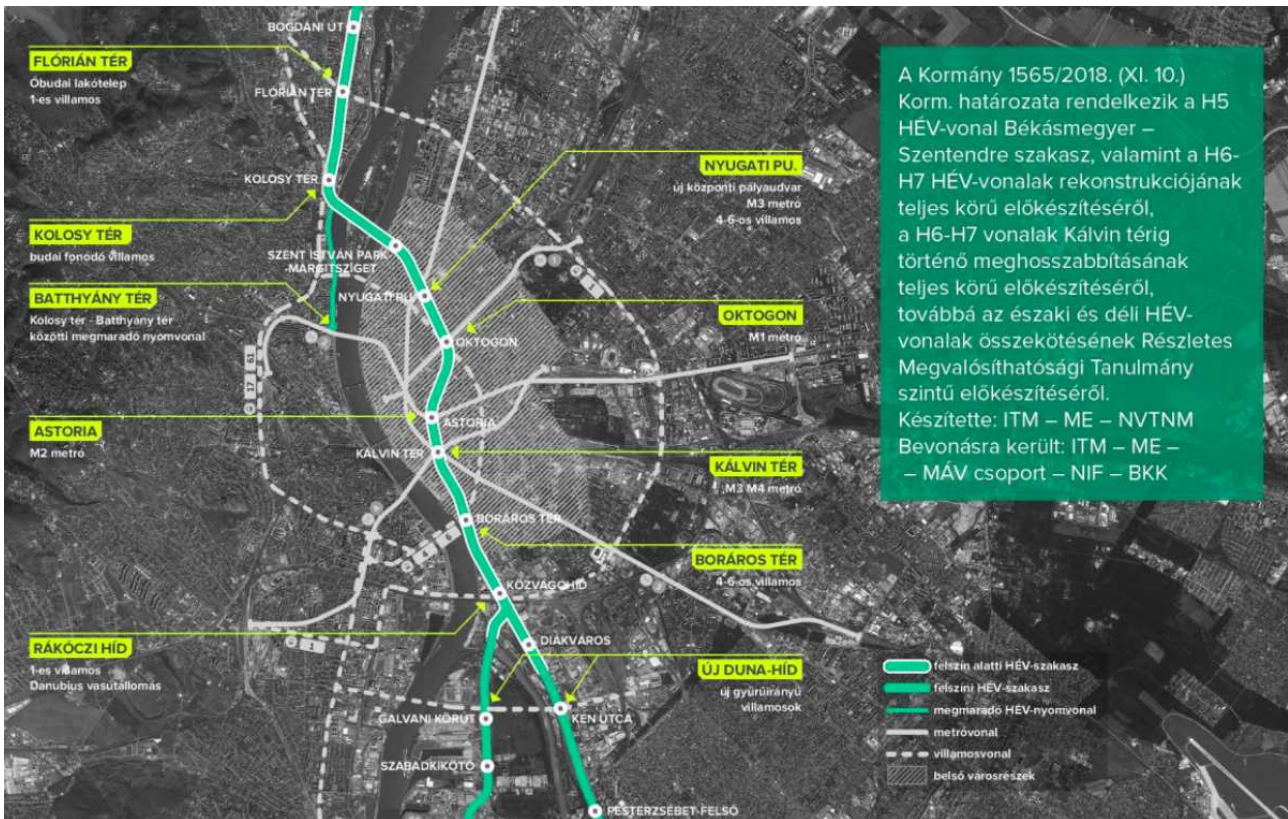 BOGDÁNI ÚT
FLÓRIÁN TÉR
Óbudai lakótelep
1-es villamos
FLÓRIÁN TÉR
KOLOSY TÉR
KOLOSY TÉR
budai fonódó villamos
SZENT ISTVÁN PARK
-MARGITSZIGET
BATTHYÁNY TÉR
Kolosy tér - Batthyány tér
közötti megmaradó nyomvonal
NYUGATI PU.
OKTOGON
61
17
ASTORIA
M2 metró
ASTORIA
KÁLVIN TÉR
BORÁROS TÉR
KÖZVÁGÓHÍD
RÁKÓCZI HÍD
1-es villamos
Danubius vasútállomás
1
DIÁKVÁROS
GALVANI KÖRÚT
KÉN UTCA
SZABADKIKÖTŐ
PESTERZSÉBET-FELSŐ
NYUGATI PU.
új központi pályaudvar
M3 metró
4-6-os villamos
1
OKTOGON
M1 metró
KÁLVIN TÉR
M3 M4 metró
BORÁROS TÉR
4-6-os villamos
ÚJ DUNA-HÍD
új gyűrűirányú
villamosok
A Kormány 1565/2018. (XI. 10.)
Korm. határozata rendelkezik a H5
HÉV-vonal Békásmegyer –
Szentendre szakasz, valamint a H6-
H7 HÉV-vonalak rekonstrukciójának
teljes körű előkészítéséről,
a H6-H7 vonalak Kálvin térig
történő meghosszabbításának
teljes körű előkészítéséről,
továbbá az északi és déli HÉV-
vonalak összekötésének Részletes
Megvalósíthatósági Tanulmány
szintű előkészítéséről.
Készítette: ITM – ME – NVTNM
Bevonásra került: ITM – ME –
– MÁV csoport – NIF – BKK
felszín alatti HÉV-szakasz
felszíni HÉV-szakasz
megmaradó HÉV-nyomvonal
metróvonal
villamosvonal
belső városrészek